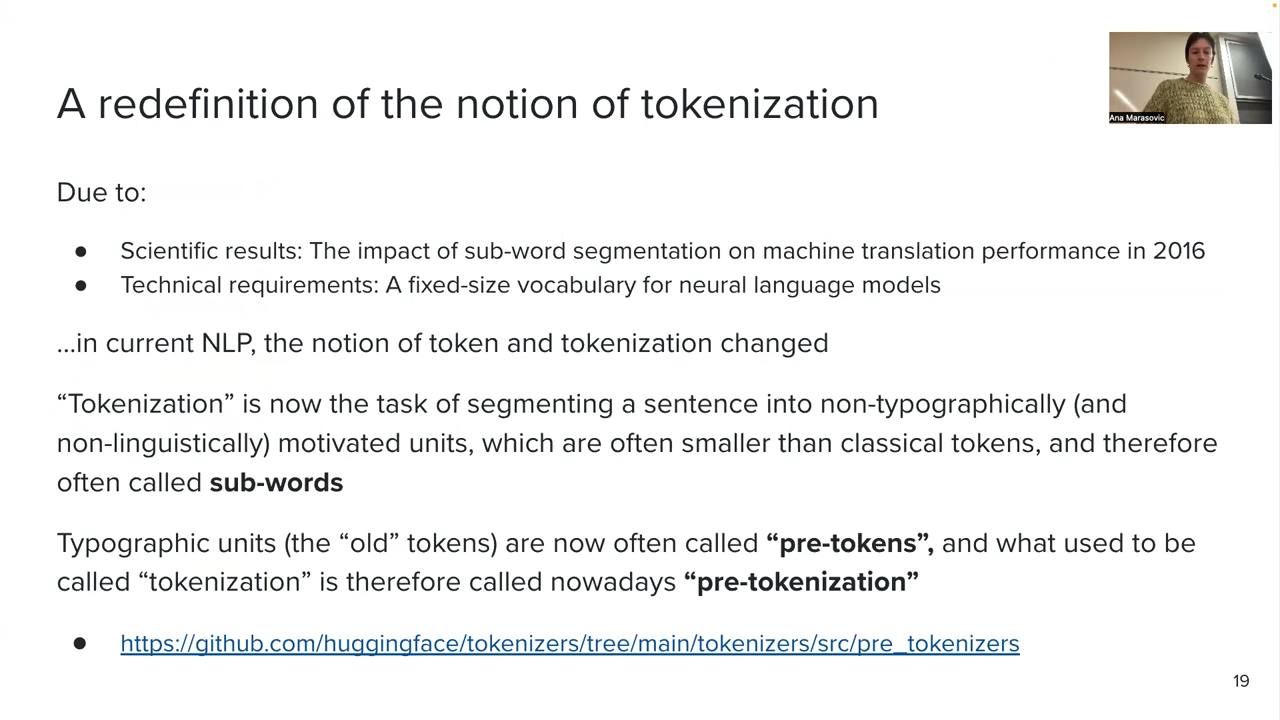 A redefinition of the notion of tokenization
Ana Marasovic
Due to:
● Scientific results: The impact of sub-word segmentation on machine translation performance in 2016
● Technical requirements: A fixed-size vocabulary for neural language models
...in current NLP, the notion of token and tokenization changed
“Tokenization” is now the task of segmenting a sentence into non-typographically (and
non-linguistically) motivated units, which are often smaller than classical tokens, and therefore
often called sub-words
Typographic units (the “old” tokens) are now often called “pre-tokens”, and what used to be
called “tokenization” is therefore called nowadays “pre-tokenization”
● https://github.com/huggingface/tokenizers/tree/main/tokenizers/src/pre_tokenizers
19